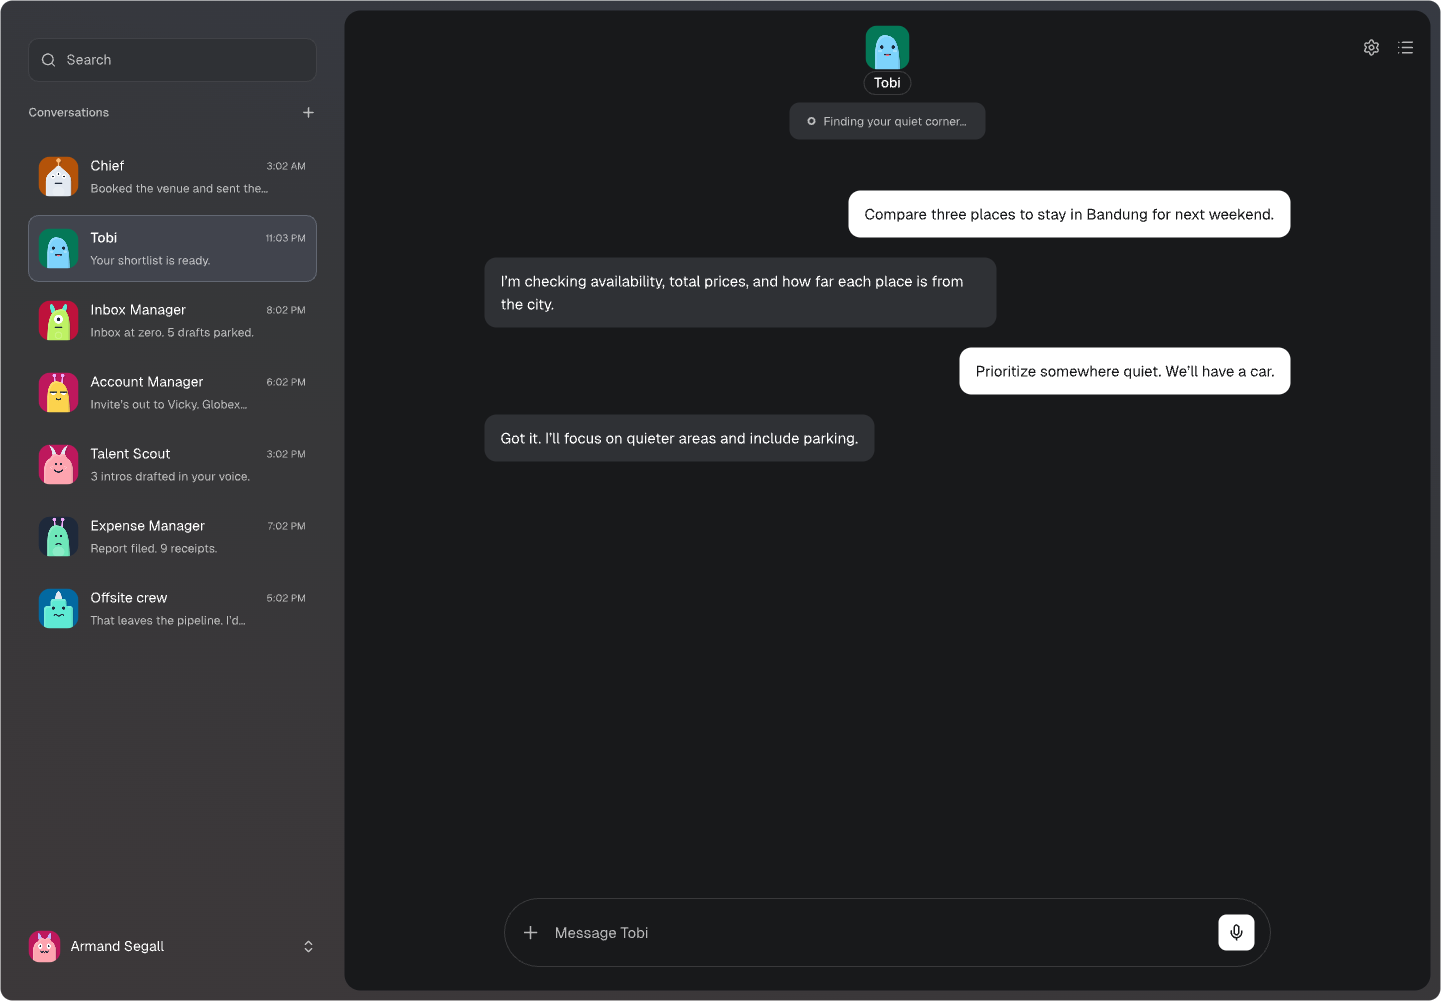 Search
Conversations
Chief
3:02 AM
Booked the venue and sent the…
Tobi
11:03 PM
Your shortlist is ready.
Inbox Manager
8:02 PM
Inbox at zero. 5 drafts parked.
Account Manager
6:02 PM
Invite's out to Vicky. Globex…
Talent Scout
3:02 PM
3 intros drafted in your voice.
Expense Manager
7:02 PM
Report filed. 9 receipts.
Offsite crew
5:02 PM
That leaves the pipeline. I'd…
Armand Segall
Tobi
Finding your quiet corner…
Compare three places to stay in Bandung for next weekend.
I’m checking availability, total prices, and how far each place is from
the city.
Prioritize somewhere quiet. We’ll have a car.
Got it. I’ll focus on quieter areas and include parking.
Message Tobi